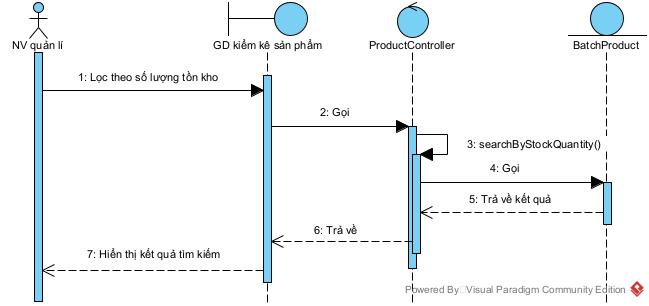 NV quản lí
GD kiểm kê sản phẩm
ProductController
BatchProduct
1: Lọc theo số lượng tồn kho
2: Gọi
3: searchByStockQuantity()
4: Gọi
5: Trả về kết quả
6: Trả về
7: Hiển thị kết quả tìm kiếm
Powered By Visual Paradigm Community Edition